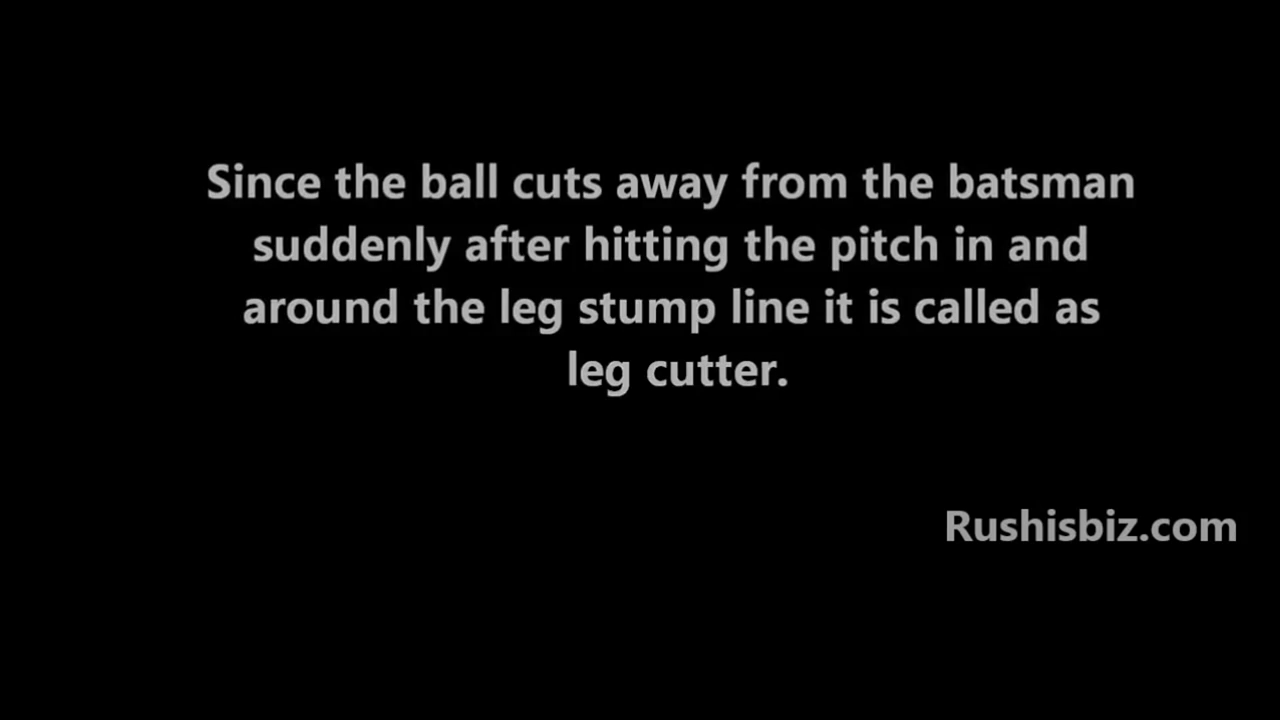 Since the ball cuts away from the batsman
suddenly after hitting the pitch in and
around the leg stump line it is called as
leg cutter.
Rushisbiz.com